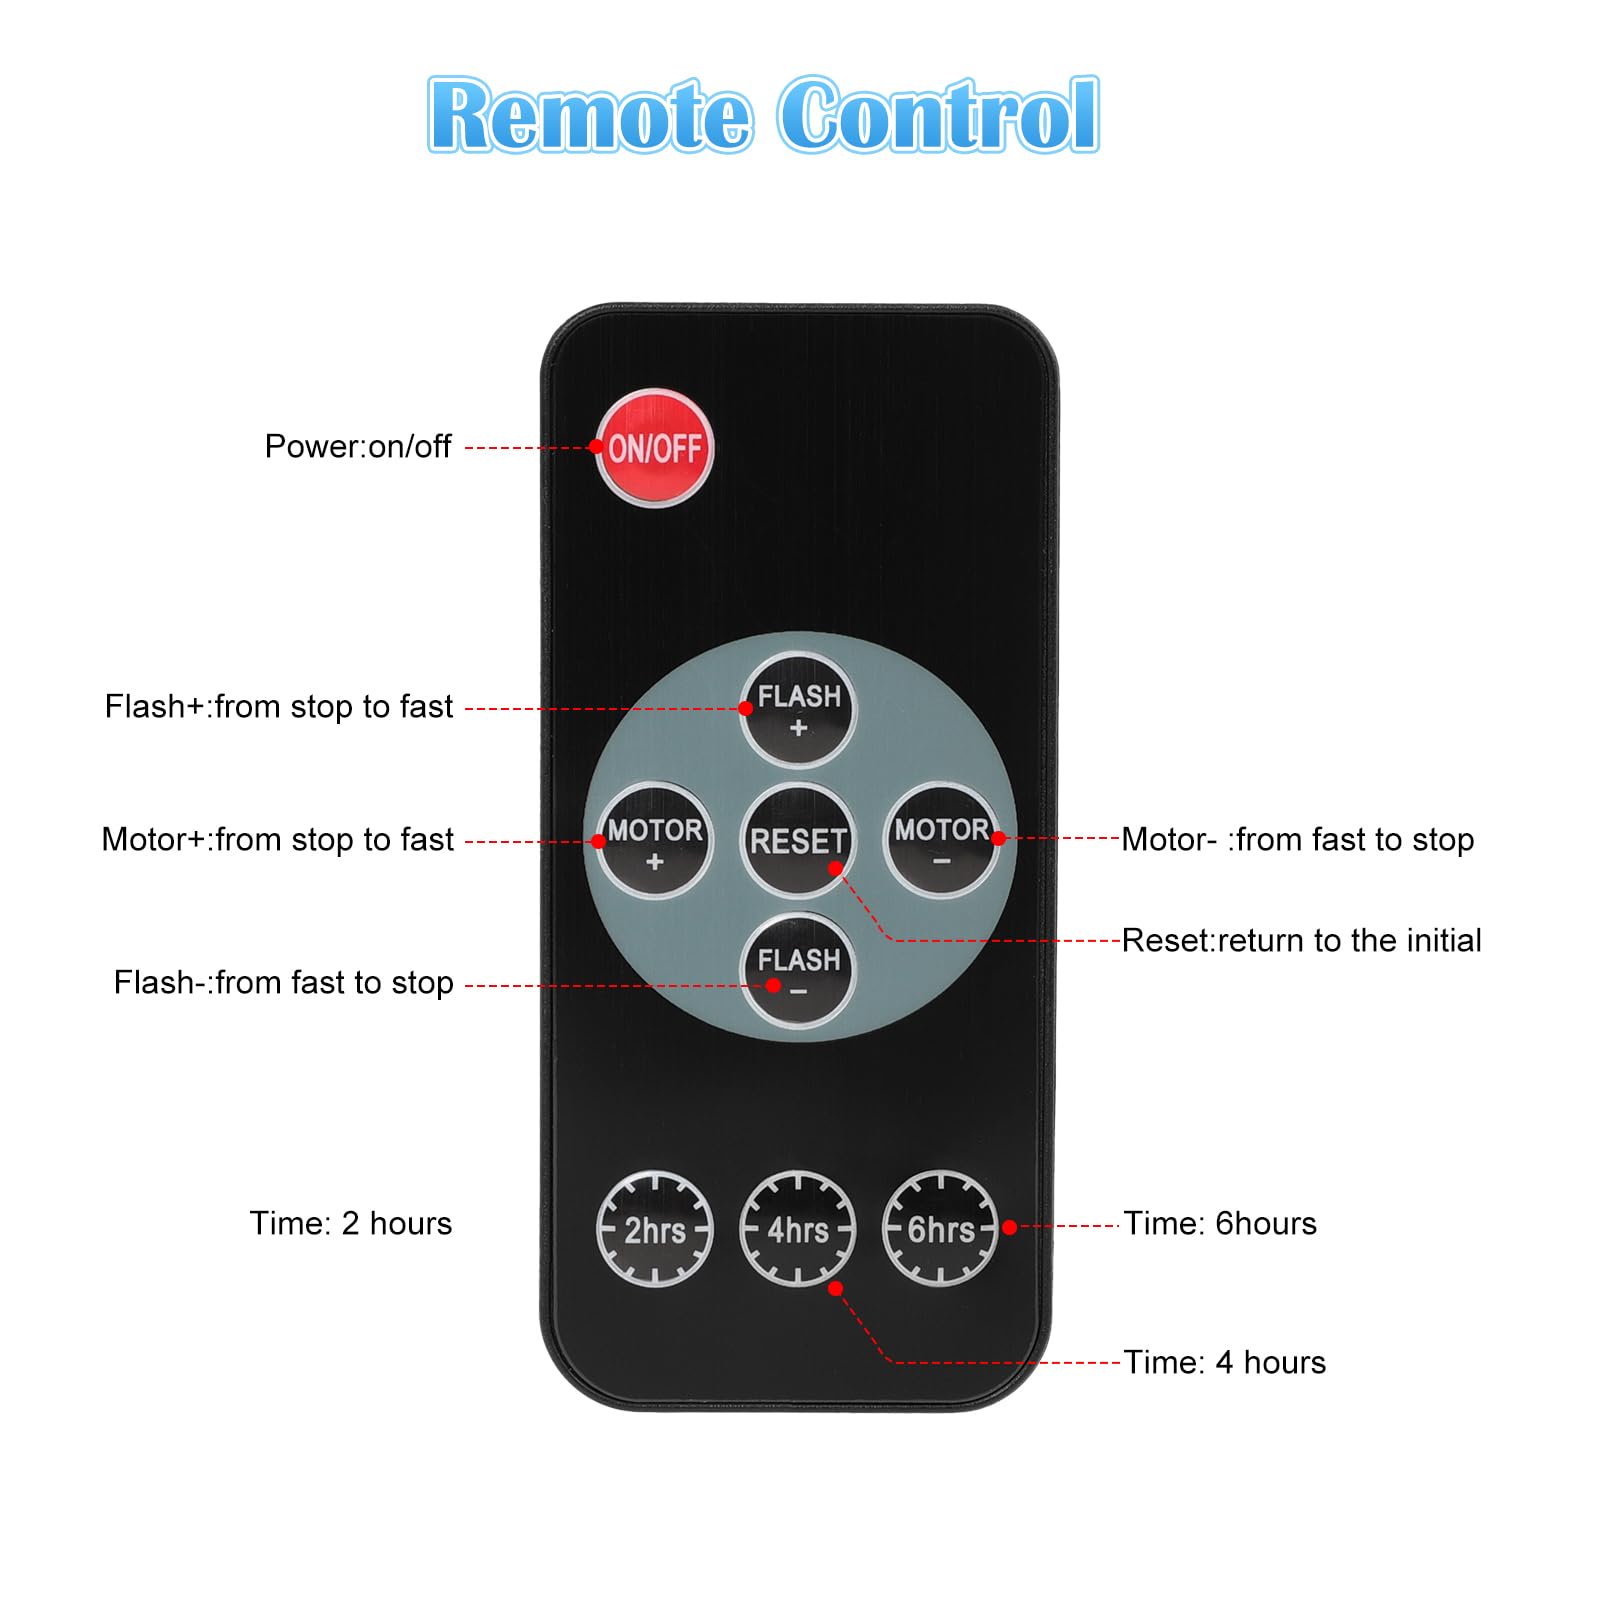 Remote Control
Power:on/off
ON/OFF
Flash+:from stop to fast
FLASH
+
Motor+:from stop to fast
MOTOR
+
RESET
MOTOR
-
Motor- :from fast to stop
Reset:return to the initial
Flash-:from fast to stop
FLASH
-
Time: 2 hours
2hrs
4hrs
6hrs
Time: 6hours
Time: 4 hours